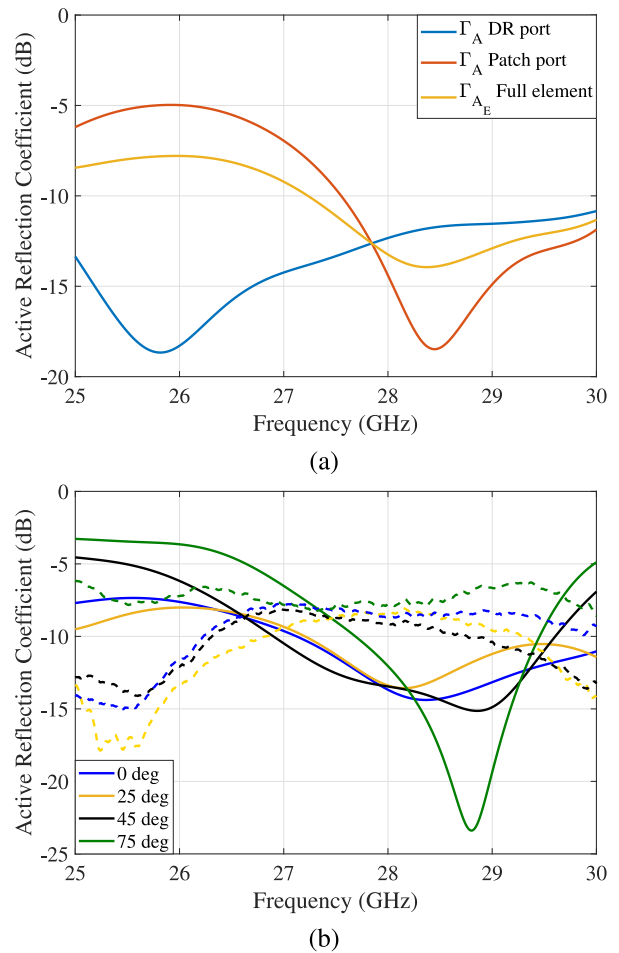 0
-5
-10
-15
-20
25
26
27
28
29
30
Active Reflection Coefficient (dB)
Frequency (GHz)
Γ_A DR port
Γ_A Patch port
Γ_A_E Full element
(a)
0
-5
-10
-15
-20
-25
25
26
27
28
29
30
Active Reflection Coefficient (dB)
Frequency (GHz)
0 deg
25 deg
45 deg
75 deg
(b)